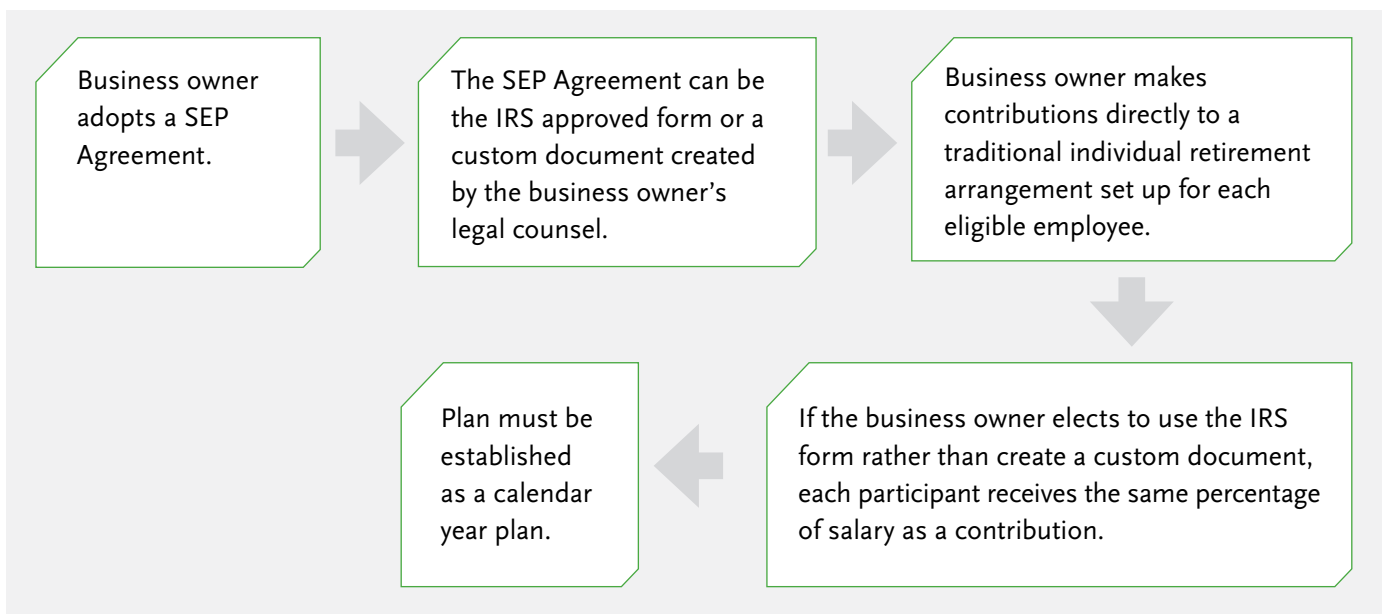 Business owner
adopts a SEP
Agreement.
The SEP Agreement can be
the IRS approved form or a
custom document created
by the business owner’s
legal counsel.
Business owner makes
contributions directly to a
traditional individual retirement
arrangement set up for each
eligible employee.
If the business owner elects to use the IRS
form rather than create a custom document,
each participant receives the same percentage
of salary as a contribution.
Plan must be
established
as a calendar
year plan.